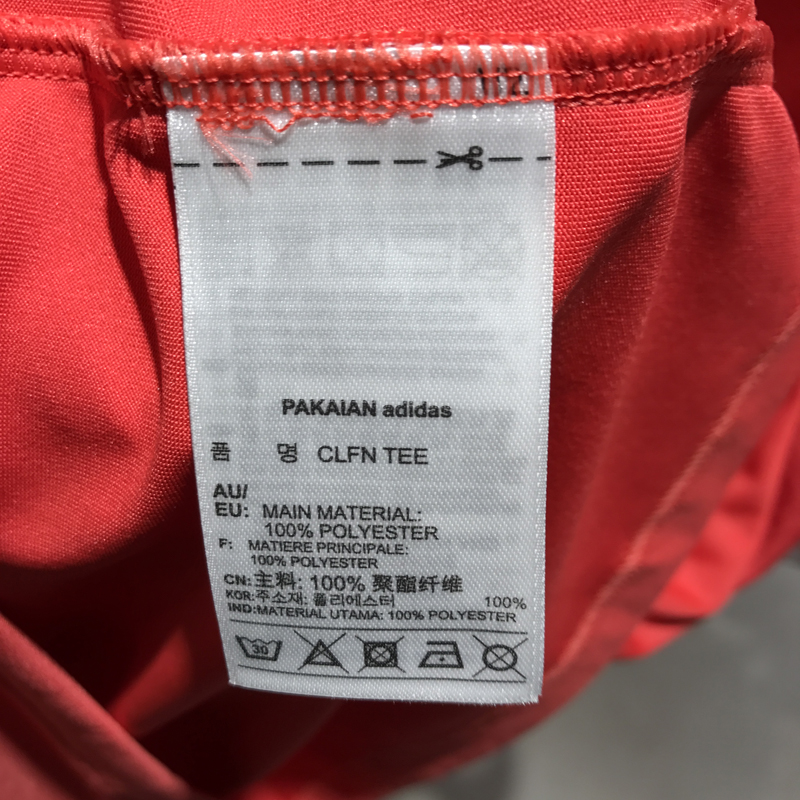 PAKAIAN adidas
품 명 CLFN TEE
AU/
EU: MAIN MATERIAL:
100% POLYESTER
F: MATIERE PRINCIPALE:
100% POLYESTER
CN:主料: 100% 聚酯纤维
KOR:주소재: 폴리에스터 100%
IND:MATERIAL UTAMA: 100% POLYESTER
30